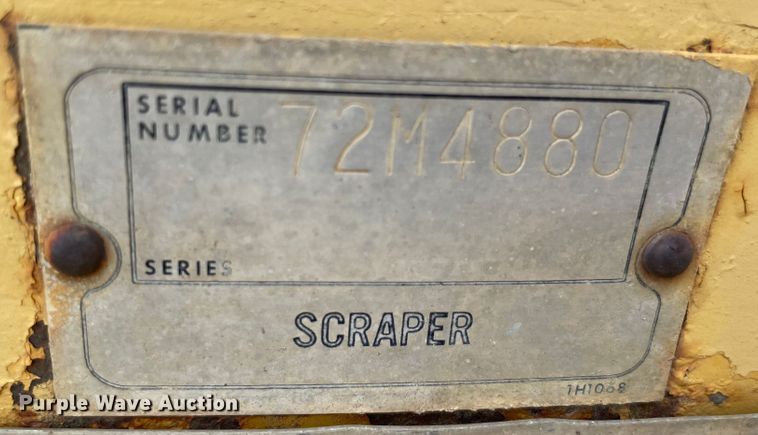 SERIAL
NUMBER 72M4880
SERIES
SCRAPER
1H1068
Purple Wave Auction